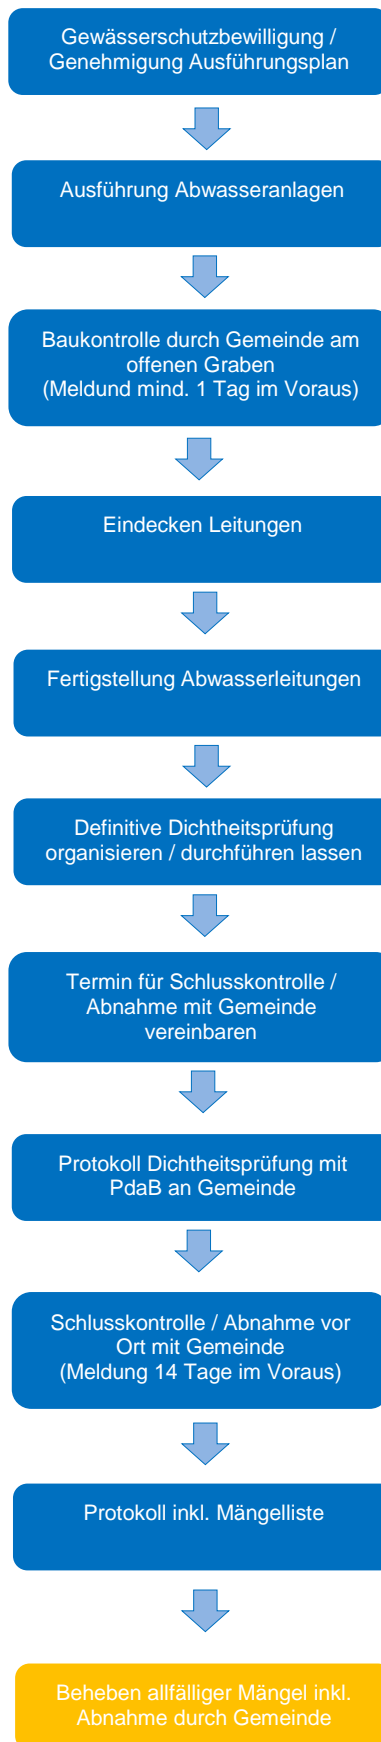 Gewässerschutzbewilligung /
Genehmigung Ausführungsplan
Ausführung Abwasseranlagen
Baukontrolle durch Gemeinde am
offenen Graben
(Meldund mind. 1 Tag im Voraus)
Eindecken Leitungen
Fertigstellung Abwasserleitungen
Definitive Dichtheitsprüfung
organisieren / durchführen lassen
Termin für Schlusskontrolle /
Abnahme mit Gemeinde
vereinbaren
Protokoll Dichtheitsprüfung mit
PdaB an Gemeinde
Schlusskontrolle / Abnahme vor
Ort mit Gemeinde
(Meldung 14 Tage im Voraus)
Protokoll inkl. Mängelliste
Beheben allfälliger Mängel inkl.
Abnahme durch Gemeinde